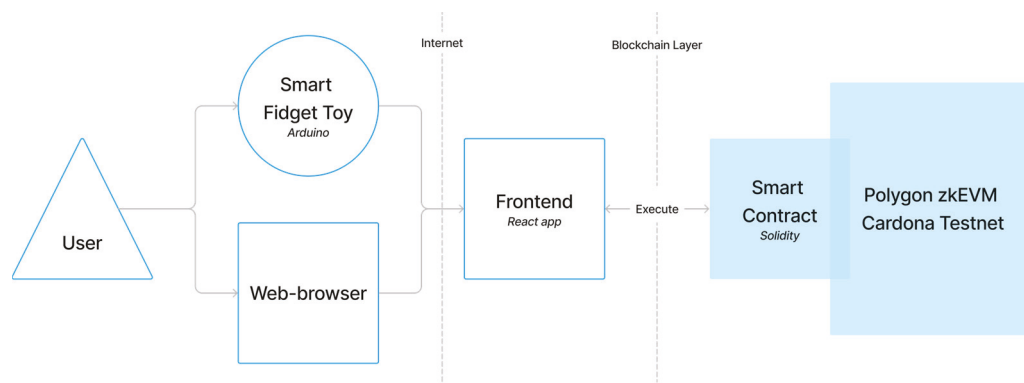 Internet
Blockchain Layer
Smart
Fidget Toy
Arduino
User
Web-browser
Frontend
React app
Execute
Smart
Contract
Solidity
Polygon zkEVM
Cardona Testnet